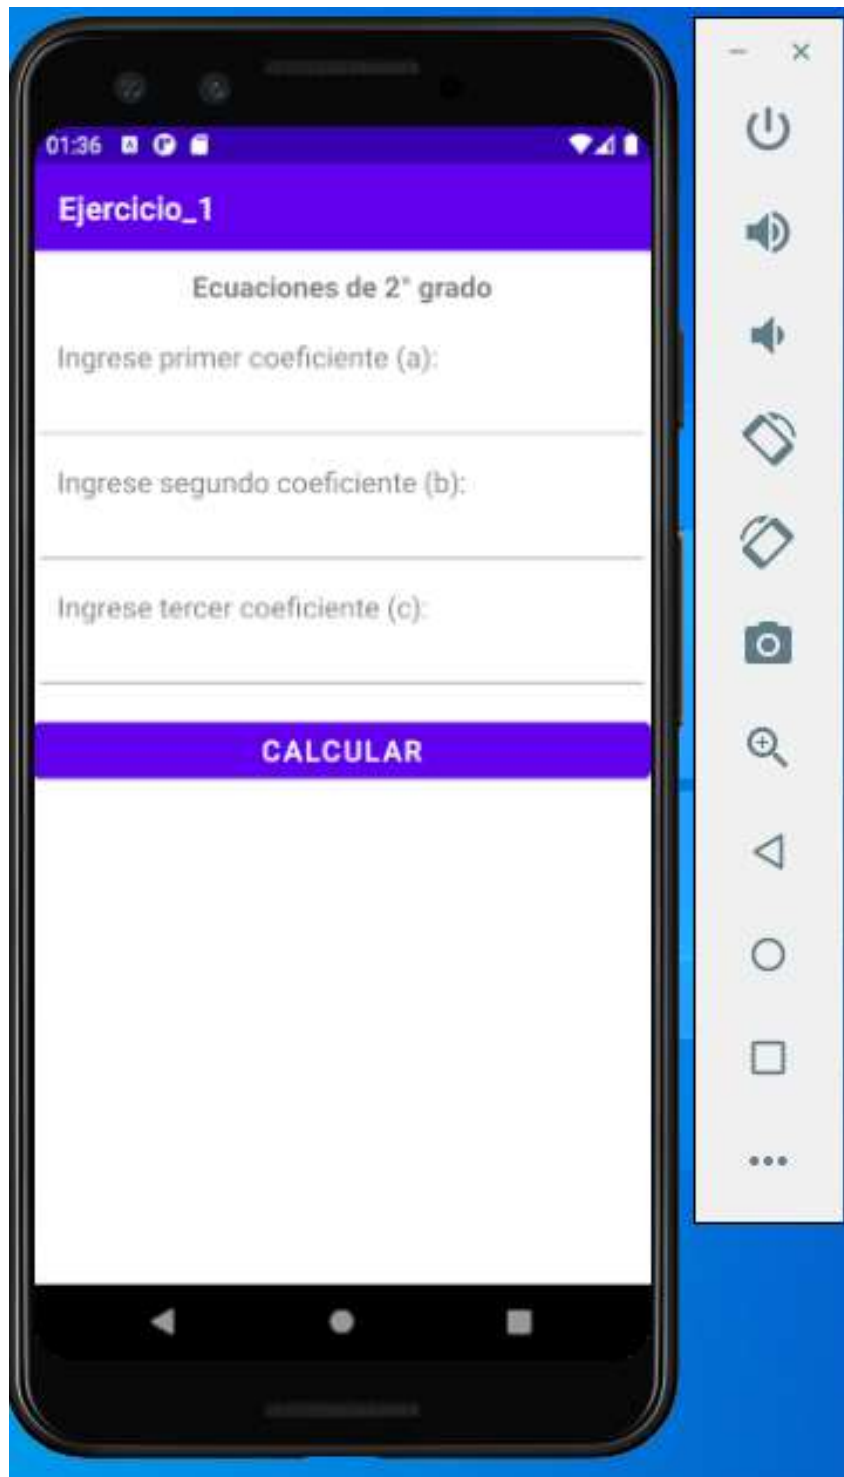 01:36
Ejercicio_1
Ecuaciones de 2° grado
Ingrese primer coeficiente (a):
Ingrese segundo coeficiente (b):
Ingrese tercer coeficiente (c):
CALCULAR